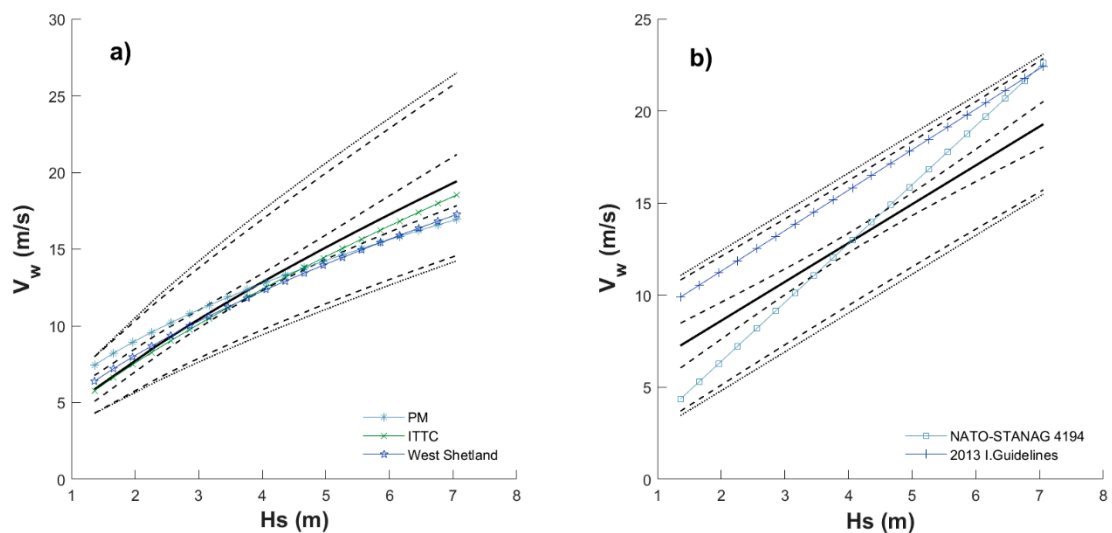 a)
30
25
20
15
10
5
0
V_w (m/s)
1 2 3 4 5 6 7 8
Hs (m)
PM
ITTC
West Shetland
b)
25
20
15
10
5
0
V_w (m/s)
1 2 3 4 5 6 7 8
Hs (m)
NATO-STANAG 4194
2013 I.Guidelines